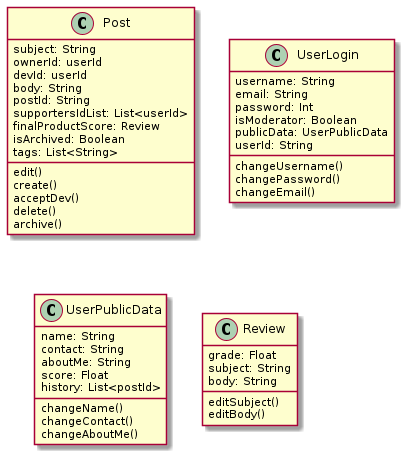 C Post
subject: String
ownerId: userId
devId: userId
body: String
postId: String
supportersIdList: List<userId>
finalProductScore: Review
isArchived: Boolean
tags: List<String>
edit()
create()
acceptDev()
delete()
archive()
C UserLogin
username: String
email: String
password: Int
isModerator: Boolean
publicData: UserPublicData
userId: String
changeUsername()
changePassword()
changeEmail()
C UserPublicData
name: String
contact: String
aboutMe: String
score: Float
history: List<postId>
changeName()
changeContact()
changeAboutMe()
C Review
grade: Float
subject: String
body: String
editSubject()
editBody()